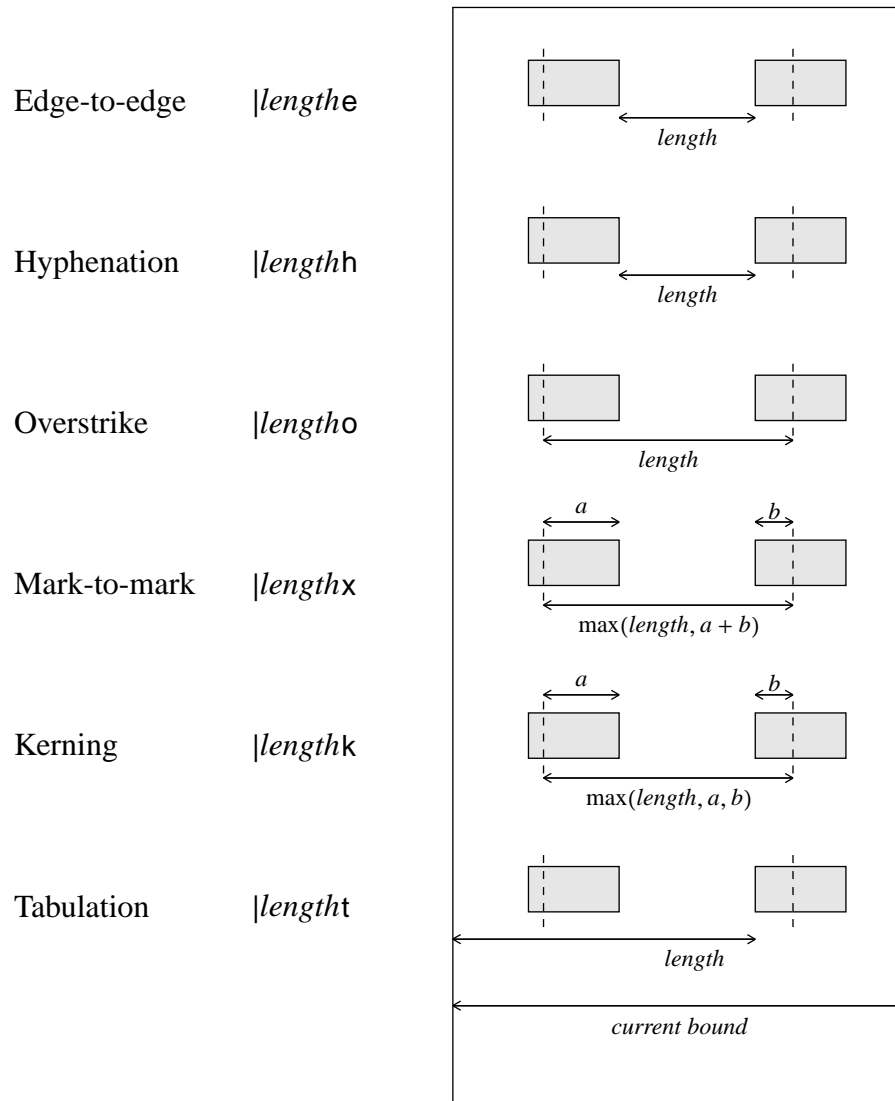 Edge-to-edge |lengthe
length
Hyphenation |lengthh
length
Overstrike |lengtho
length
a b
Mark-to-mark |lengthx
max(length, a + b)
a b
Kerning |lengthk
max(length, a, b)
Tabulation |lengtht
length
current bound